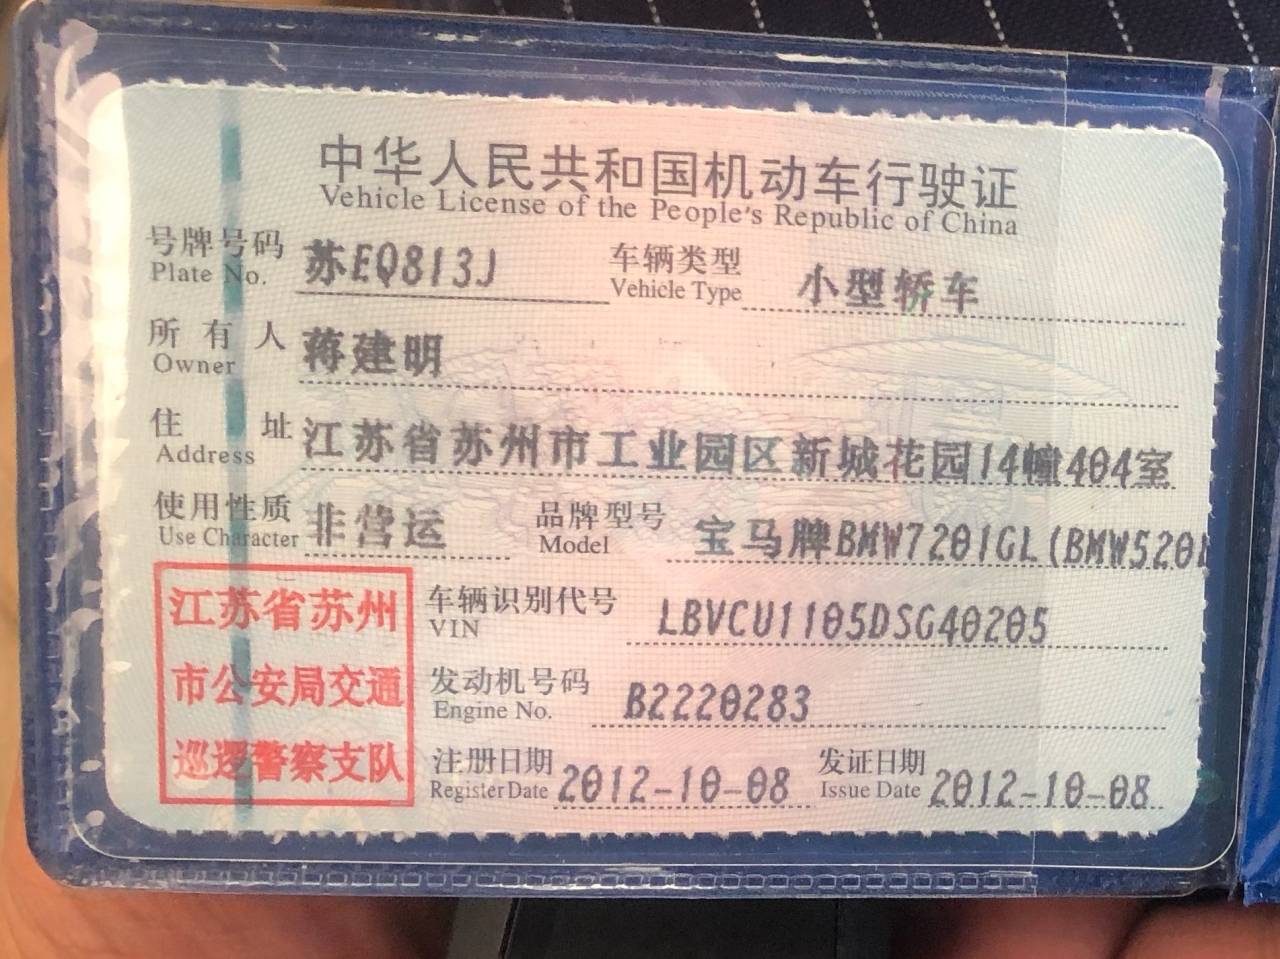 中华人民共和国机动车行驶证
Vehicle License of the People's Republic of China
号牌号码 苏EQ813J 车辆类型 小型轿车
Plate No. Vehicle Type
所有人 蒋建明
Owner
住址 江苏省苏州市工业园区新城花园14幢404室
Address
使用性质 非营运 品牌型号 宝马牌BMW7201GL(BMW520L
Use Character Model
江苏省苏州
市公安局交通
巡逻警察支队
车辆识别代号 LBVCU1105DSG40205
VIN
发动机号码 B2220283
Engine No.
注册日期 2012-10-08 发证日期 2012-10-08
Register Date Issue Date